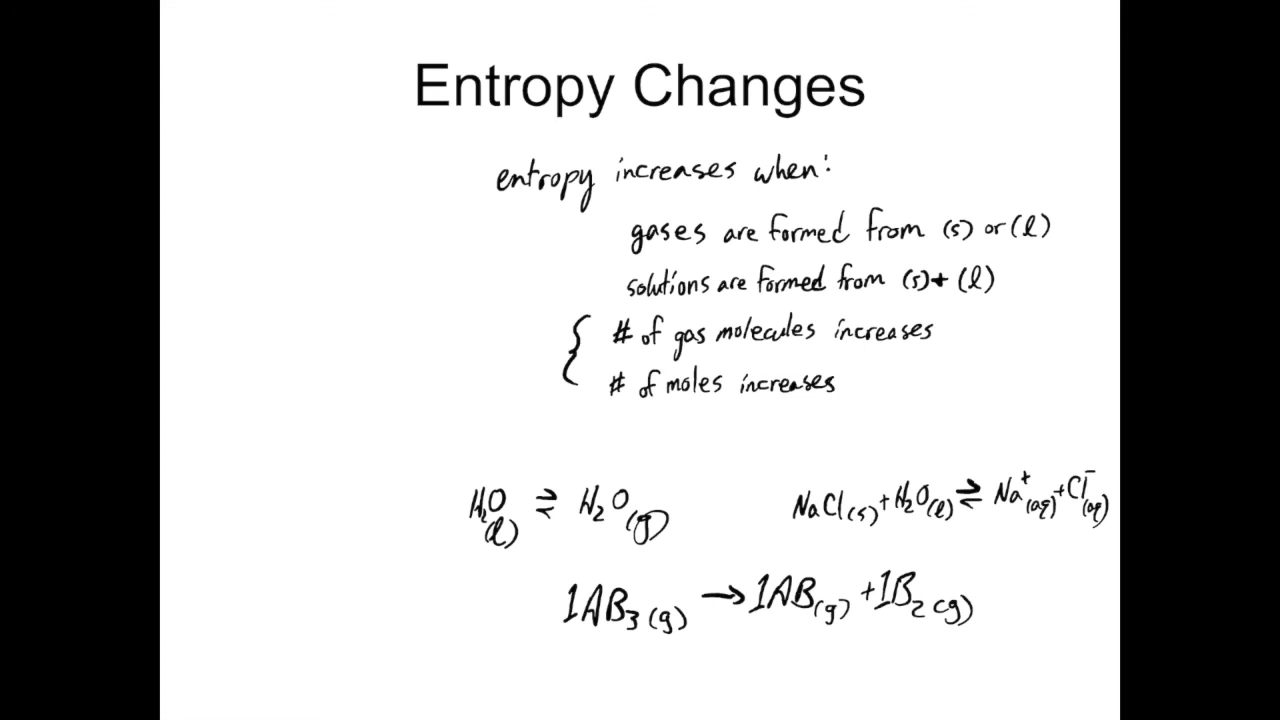 Entropy Changes
entropy increases when:
gases are formed from (s) or (l)
solutions are formed from (s) + (l)
# of gas molecules increases
# of moles increases
H₂O(l) ⇌ H₂O(g)
NaCl(s) + H₂O(l) ⇌ Na⁺(aq) + Cl⁻(aq)
1AB₃(g) → 1AB(g) + 1B₂(g)